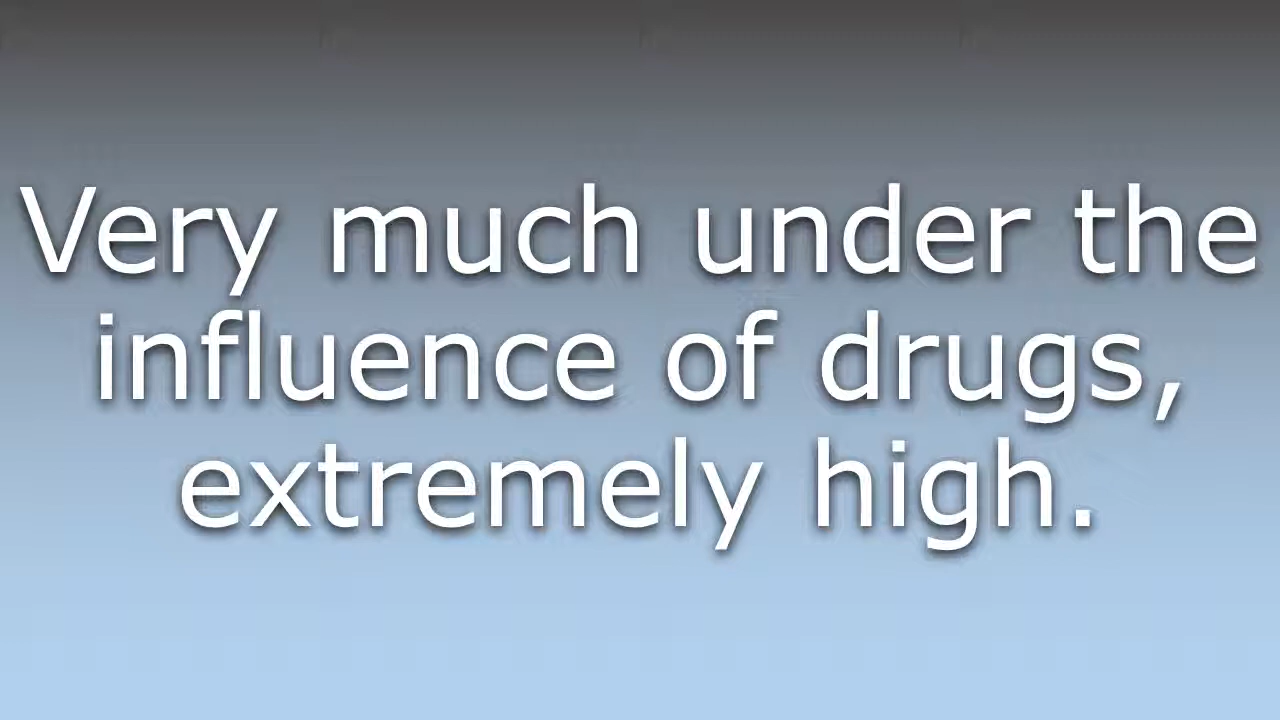 Very much under the
influence of drugs,
extremely high.